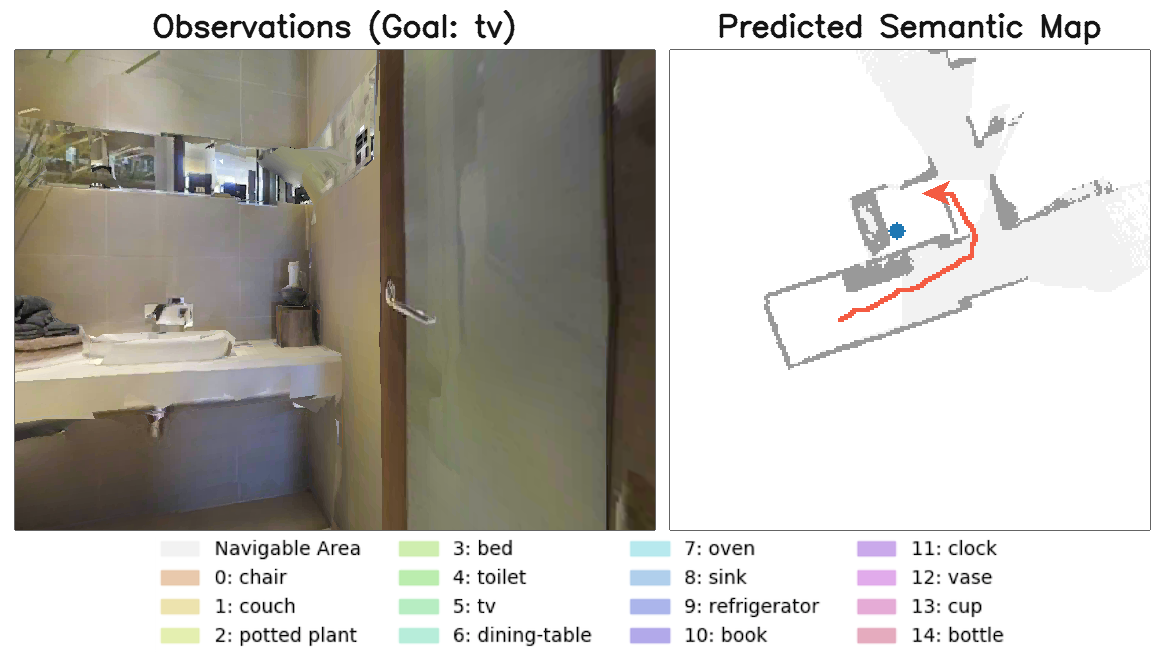 Observations (Goal: tv)
Predicted Semantic Map
Navigable Area
0: chair
1: couch
2: potted plant
3: bed
4: toilet
5: tv
6: dining-table
7: oven
8: sink
9: refrigerator
10: book
11: clock
12: vase
13: cup
14: bottle